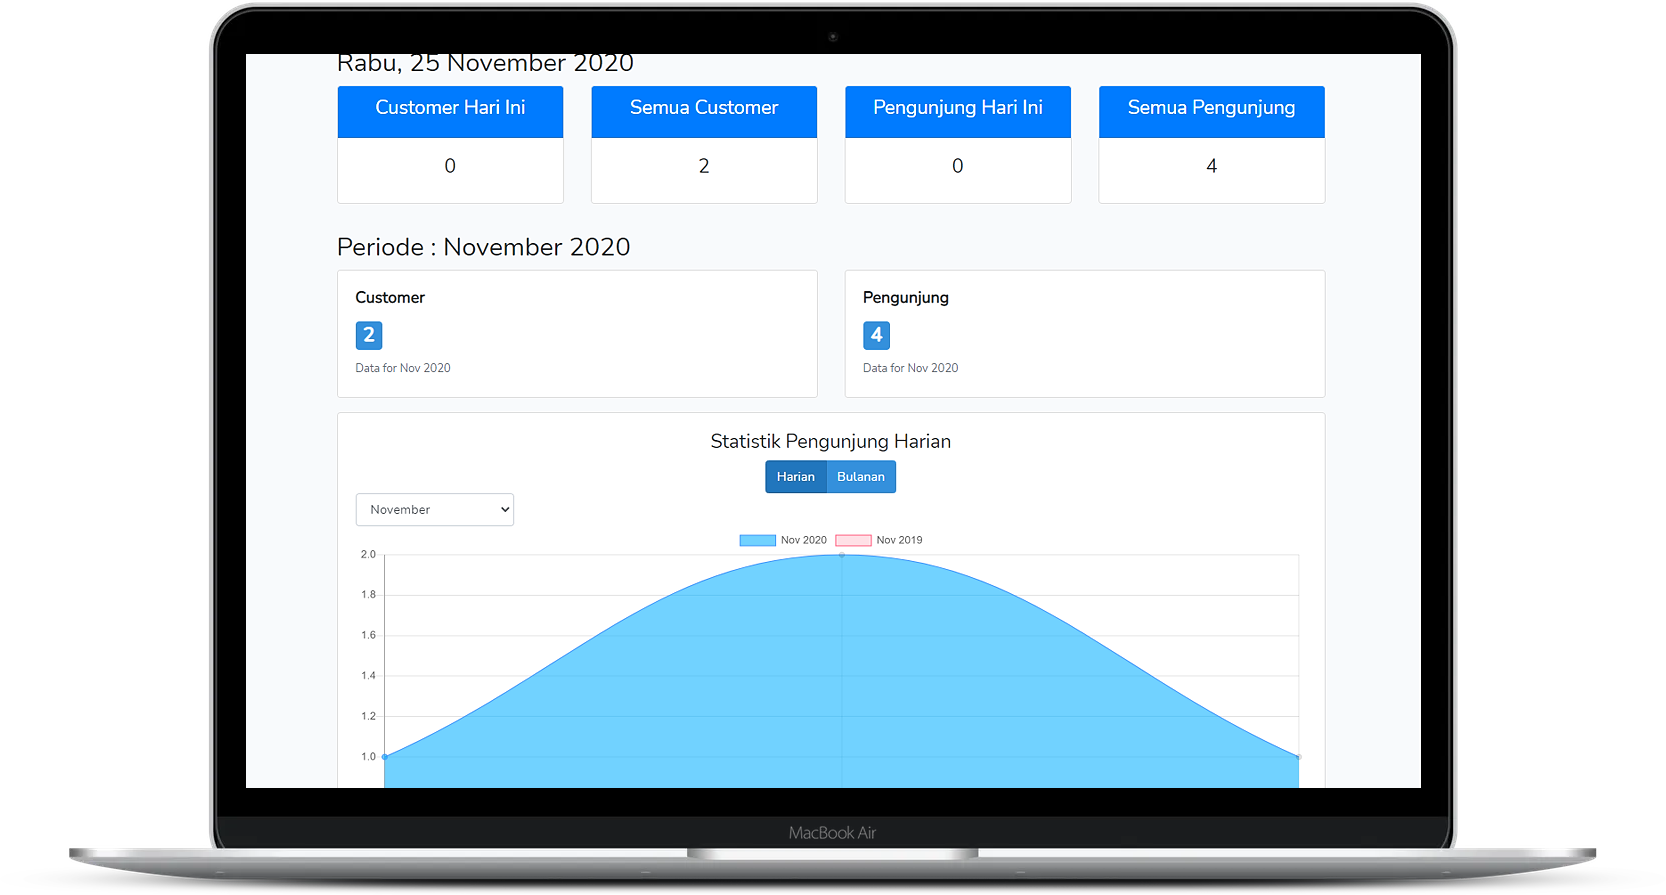 Rabu, 25 November 2020
Customer Hari Ini
Semua Customer
Pengunjung Hari Ini
Semua Pengunjung
0
2
0
4
Periode : November 2020
Customer
2
Data for Nov 2020
Pengunjung
4
Data for Nov 2020
Statistik Pengunjung Harian
Harian Bulanan
November
Nov 2020 Nov 2019
2.0
1.8
1.6
1.4
1.2
1.0
MacBook Air